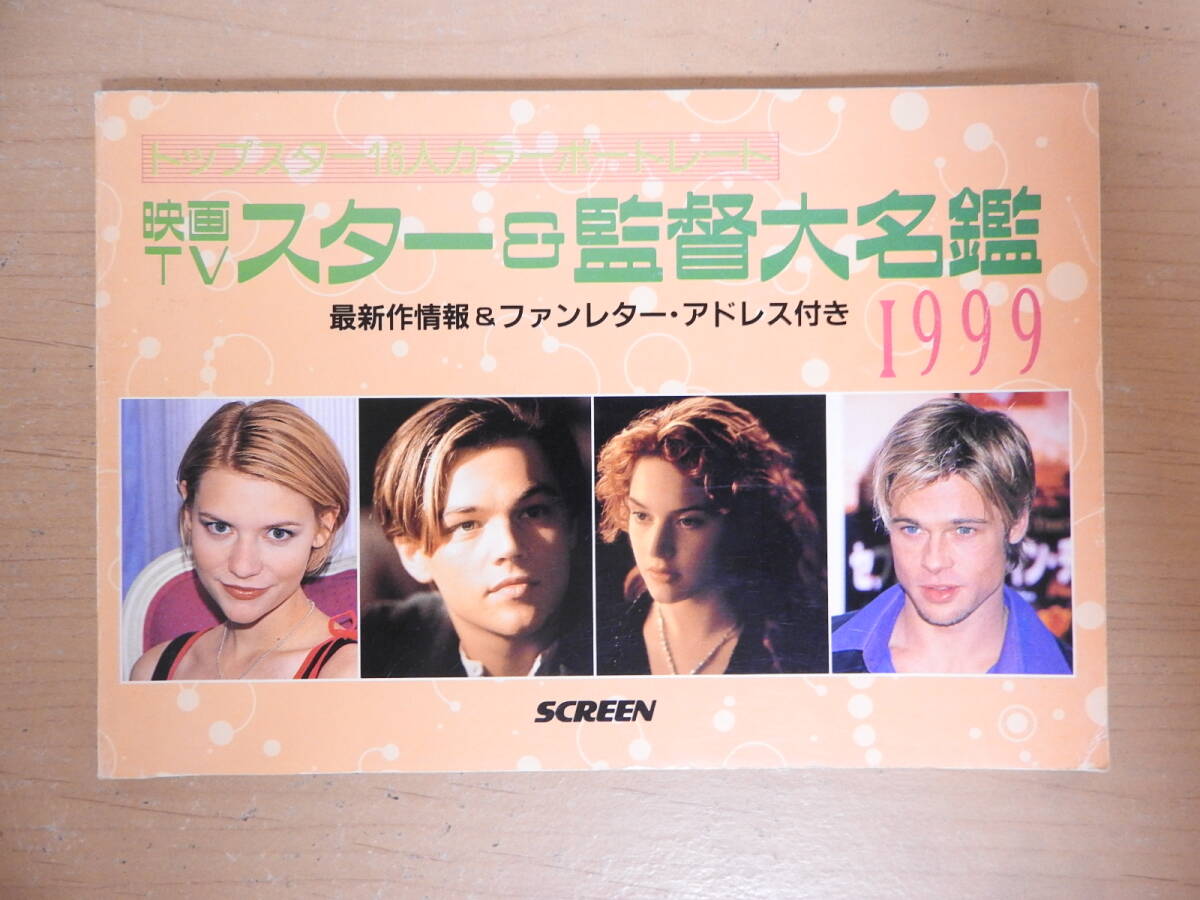 トップスター16人カラーポートレート
映画TVスター&監督大名鑑
最新作情報&ファンレター・アドレス付き
1999
SCREEN